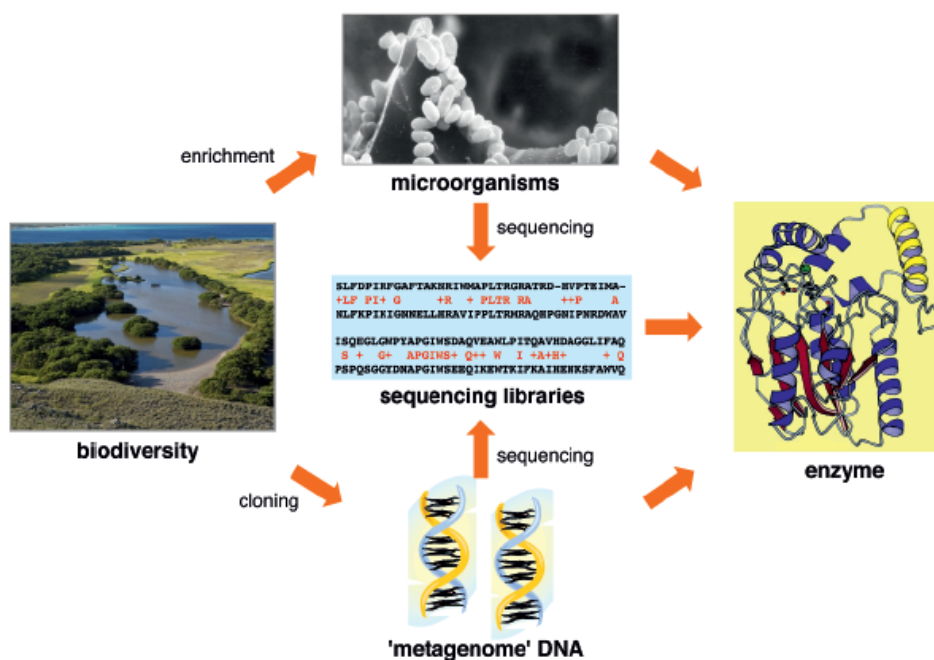 enrichment
microorganisms
sequencing
SLFDPIRFGAFTAKNRIWMAPLTRGRATRD-HVPTEIMA-
+LF PI+ G +R + PLTR RA ++P A
NLFKPIKIGNNELLHRAVIPPLTRMRAQHPGNIPNRDWAV
ISQEGLGWPYAPGIWSDAQVEAWLPITQAVHDAGGLIFAQ
S + G+ APGIWS+ Q++ W I +A+H+ + Q
PSPQSGGYDNAPGIWSEEQIKEWTKIFKAIHENKSFAWVQ
sequencing libraries
biodiversity
sequencing
enzyme
cloning
'metagenome' DNA